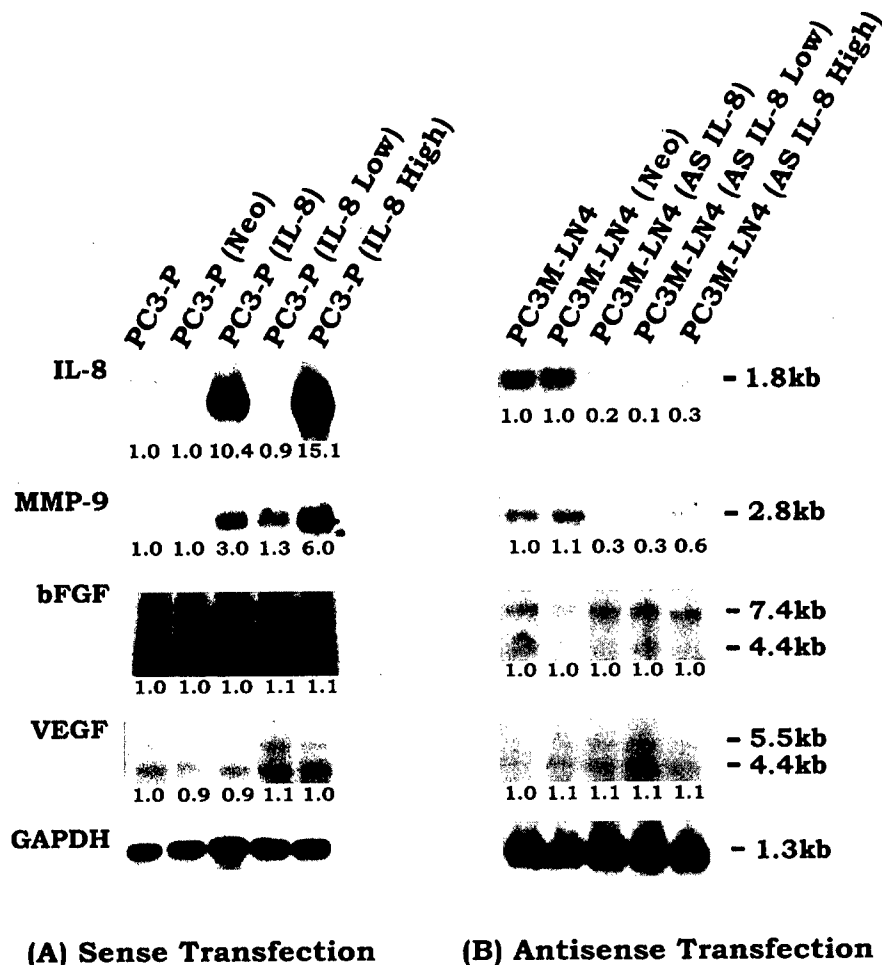 PC3-P
PC3-P (Neo)
PC3-P (IL-8)
PC3-P (IL-8 Low)
PC3-P (IL-8 High)
PC3M-LN4
PC3M-LN4 (Neo)
PC3M-LN4 (AS IL-8)
PC3M-LN4 (AS IL-8 Low)
PC3M-LN4 (AS IL-8 High)
IL-8
- 1.8kb
1.0 1.0 10.4 0.9 15.1
1.0 1.0 0.2 0.1 0.3
MMP-9
- 2.8kb
1.0 1.0 3.0 1.3 6.0
1.0 1.1 0.3 0.3 0.6
bFGF
- 7.4kb
- 4.4kb
1.0 1.0 1.0 1.1 1.1
1.0 1.0 1.0 1.0 1.0
VEGF
- 5.5kb
- 4.4kb
1.0 0.9 0.9 1.1 1.0
1.0 1.1 1.1 1.1 1.1
GAPDH
- 1.3kb
(A) Sense Transfection
(B) Antisense Transfection